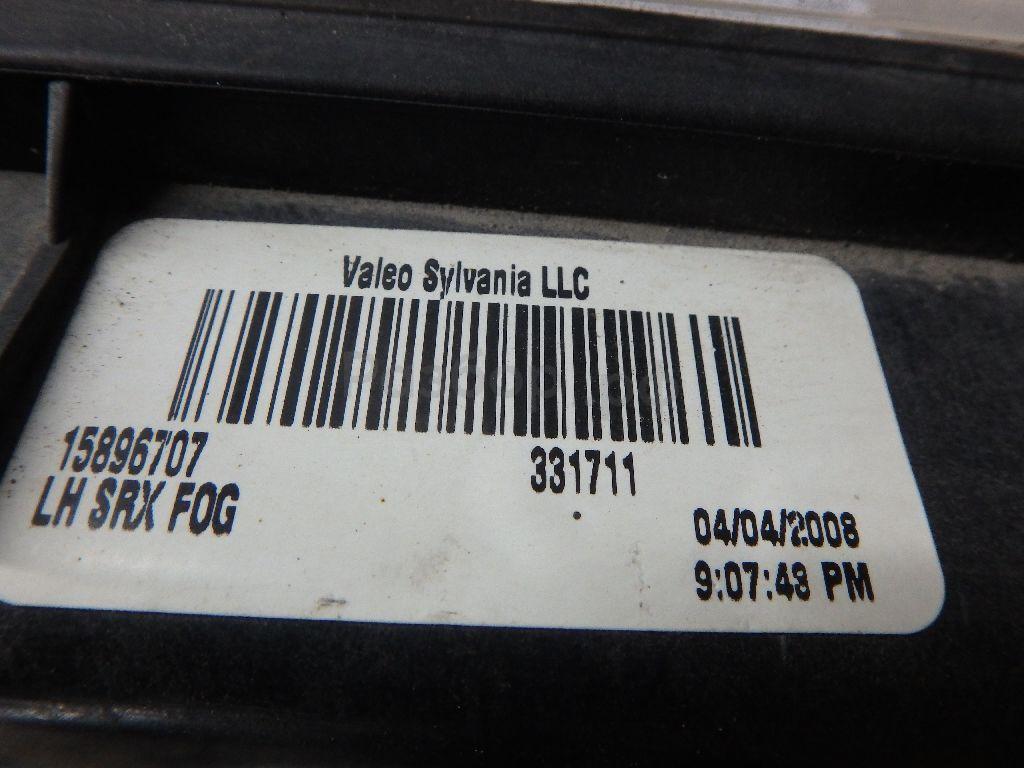 Valeo Sylvania LLC
15896707
331711
LH SRX FOG
04/04/2008
9:07:43 PM